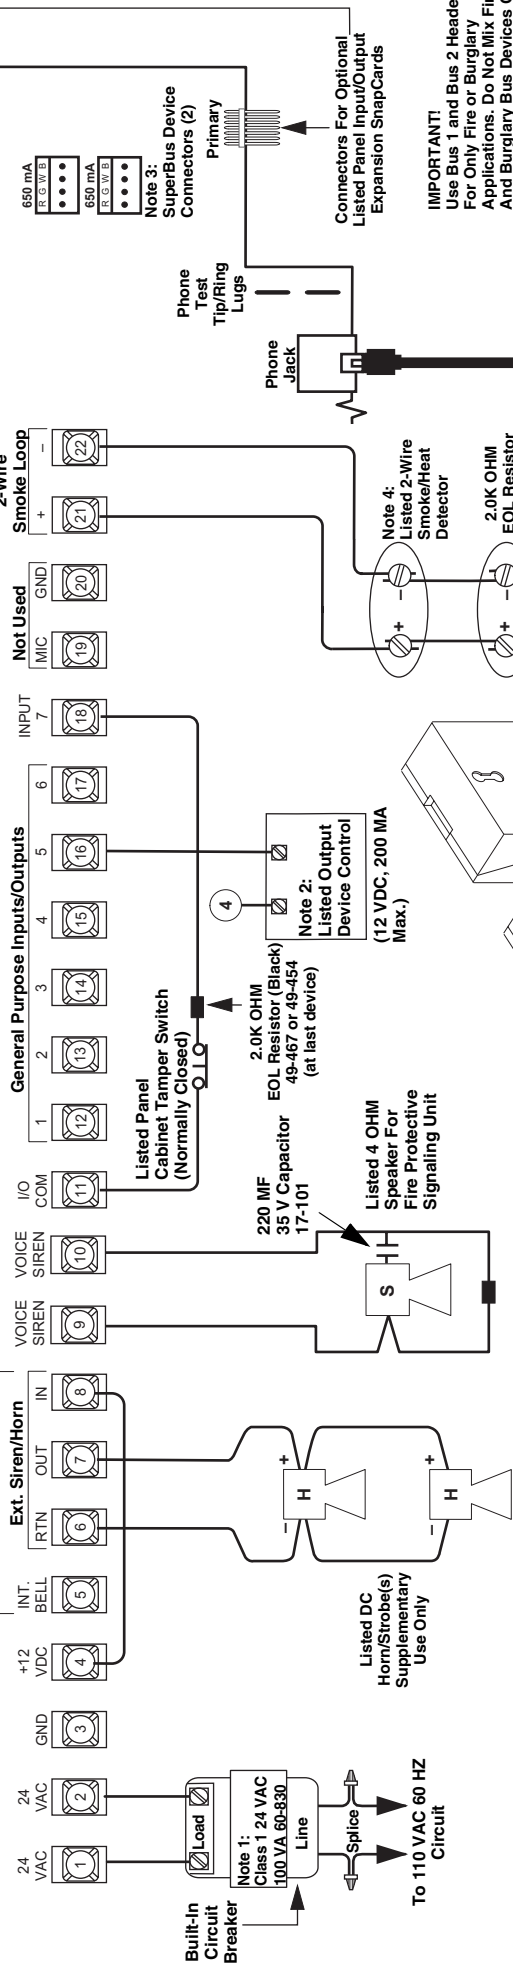 24
VAC
24
VAC
GND
+12
VDC
INT.
BELL
Ext. Siren/Horn
RTN
OUT
IN
VOICE
SIREN
VOICE
SIREN
I/O
COM
General Purpose Inputs/Outputs
1
2
3
4
5
6
INPUT
7
Not Used
MIC
GND
2-Wire
Smoke Loop
+
–
1
2
3
4
5
6
7
8
9
10
11
12
13
14
15
16
17
18
19
20
21
22
Load
Note 1:
Class 1 24 VAC
100 VA 60-830
Line
Built-In
Circuit
Breaker
Splice
To 110 VAC 60 HZ
Circuit
– +
H
– +
H
Listed DC
Horn/Strobe(s)
Supplementary
Use Only
220 MF
35 V Capacitor
17-101
S
Listed 4 OHM
Speaker For
Fire Protective
Signaling Unit
Listed Panel
Cabinet Tamper Switch
(Normally Closed)
2.0K OHM
EOL Resistor (Black)
49-467 or 49-454
(at last device)
4
Note 2:
Listed Output
Device Control
(12 VDC, 200 MA
Max.)
+ –
Note 4:
Listed 2-Wire
Smoke/Heat
Detector
+ –
2.0K OHM
EOL Resistor
Phone
Jack
Phone
Test
Tip/Ring
Lugs
650 mA
R G W B
650 mA
R G W B
Note 3:
SuperBus Device
Connectors (2)
Primary
Connectors For Optional
Listed Panel Input/Output
Expansion SnapCards
IMPORTANT!
Use Bus 1 and Bus 2 Heade
For Only Fire or Burglary
Applications. Do Not Mix Fir
And Burglary Bus Devices O